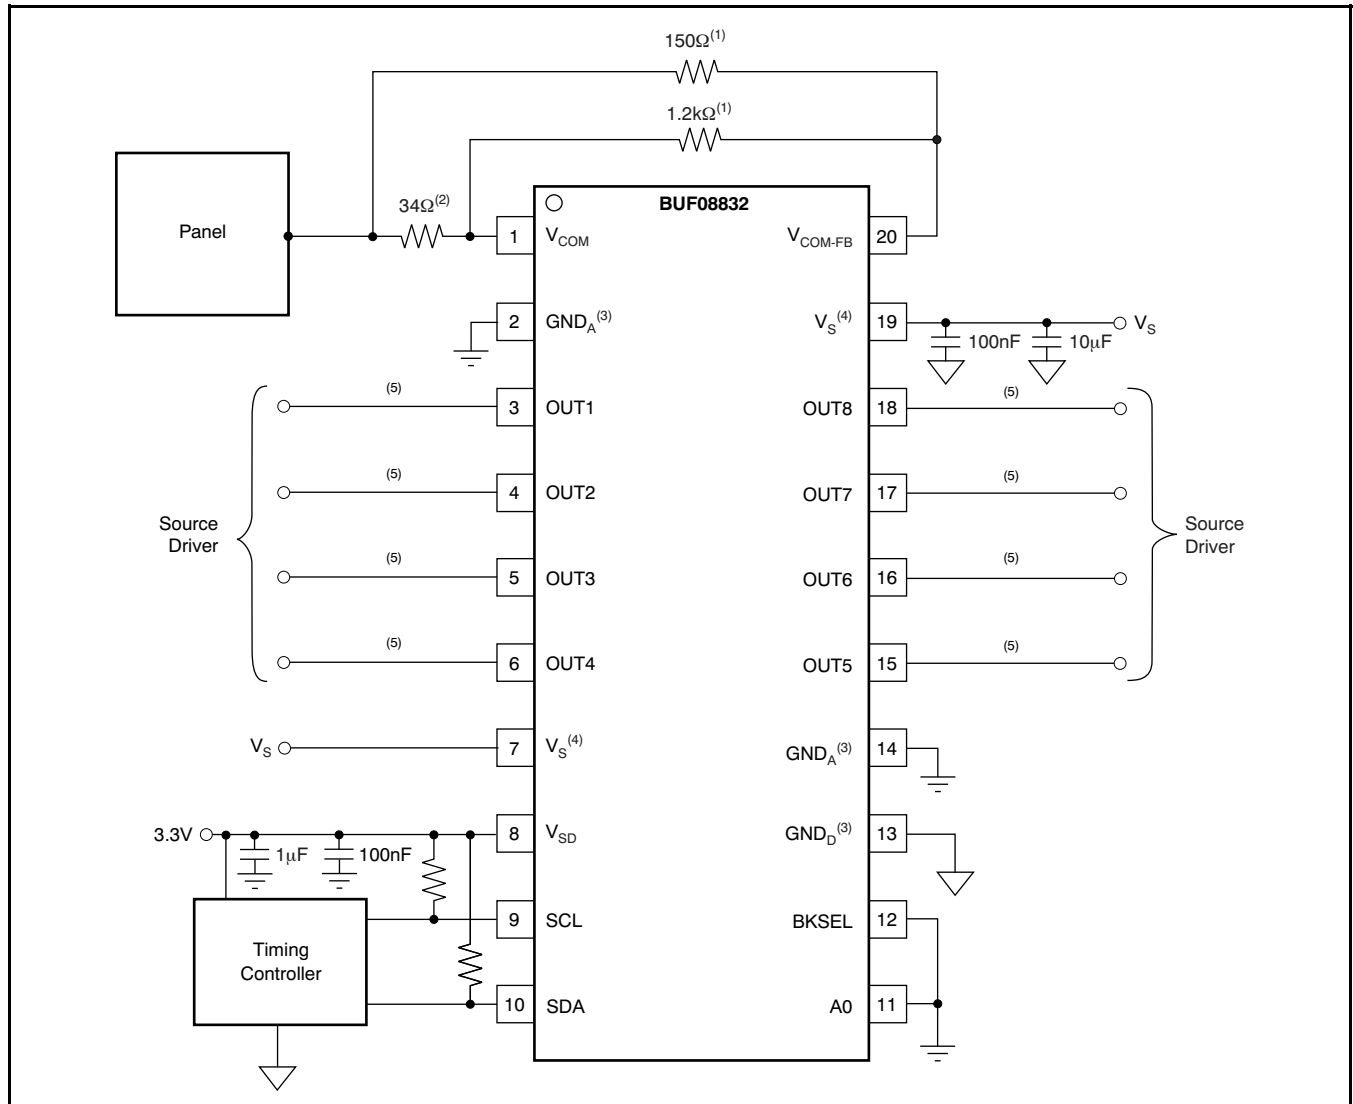 150Ω(1)
1.2kΩ(1)
34Ω(2)
Panel
BUF08832
1 VCOM
VCOM-FB 20
2 GNDA(3)
VS(4) 19
100nF
10μF
VS
(5)
3 OUT1
OUT8 18
(5)
(5)
4 OUT2
OUT7 17
(5)
Source
Driver
Source
Driver
(5)
5 OUT3
OUT6 16
(5)
(5)
6 OUT4
OUT5 15
(5)
VS
7 VS(4)
GNDA(3) 14
3.3V
1μF
100nF
8 VSD
GNDD(3) 13
9 SCL
BKSEL 12
Timing
Controller
10 SDA
A0 11